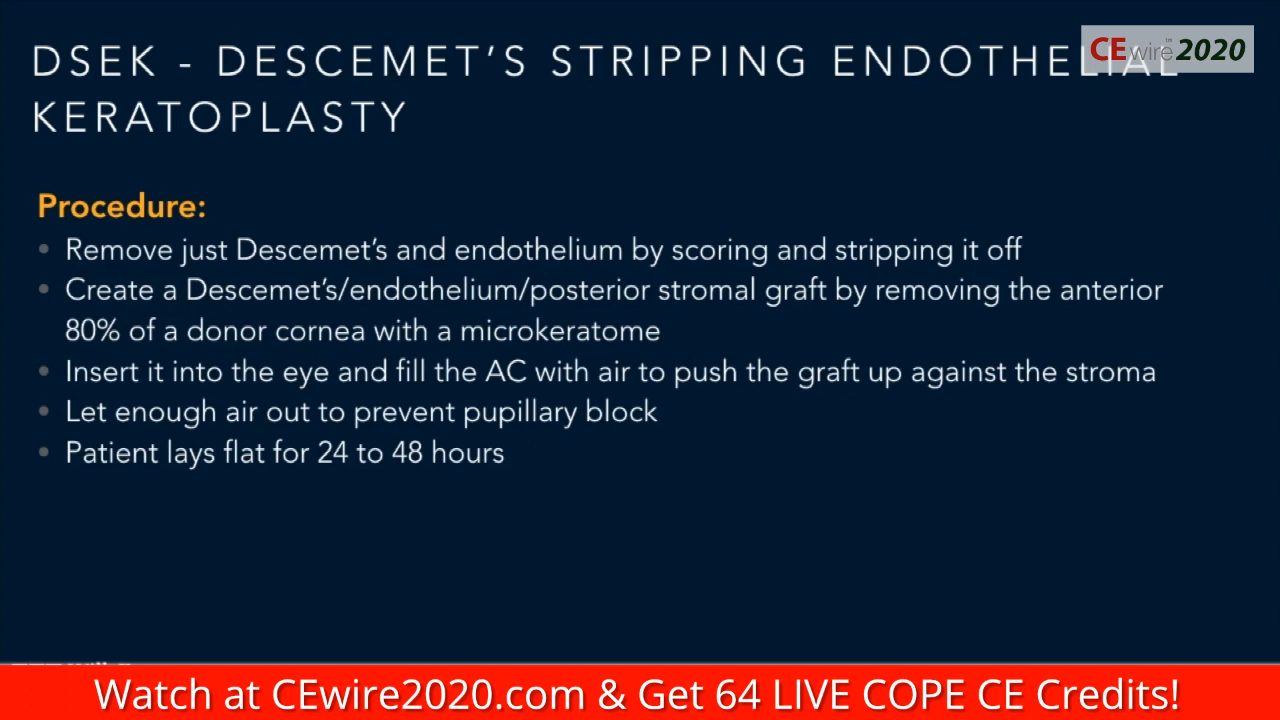 DSEK - DESCEMET'S STRIPPING ENDOTHELIAL
KERATOPLASTY
CEwire™2020
Procedure:
• Remove just Descemet's and endothelium by scoring and stripping it off
• Create a Descemet's/endothelium/posterior stromal graft by removing the anterior
80% of a donor cornea with a microkeratome
• Insert it into the eye and fill the AC with air to push the graft up against the stroma
• Let enough air out to prevent pupillary block
• Patient lays flat for 24 to 48 hours
Watch at CEwire2020.com & Get 64 LIVE COPE CE Credits!